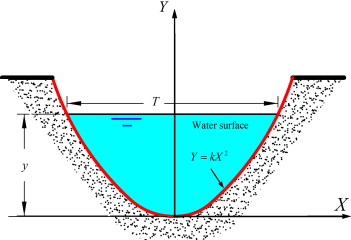 Y
T
Water surface
y
Y = kX²
X